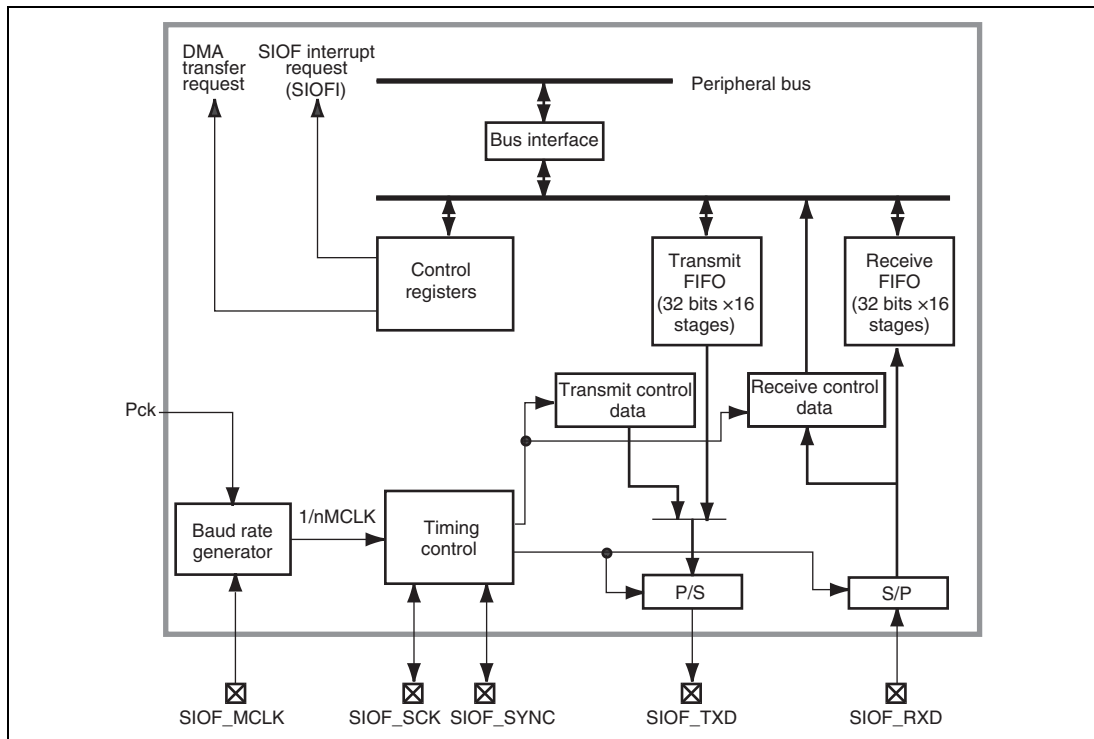 DMA
transfer
request
SIOF interrupt
request
(SIOFI)
Peripheral bus
Bus interface
Control
registers
Transmit
FIFO
(32 bits ×16
stages)
Receive
FIFO
(32 bits ×16
stages)
Transmit control
data
Receive control
data
Pck
Baud rate
generator
1/nMCLK
Timing
control
P/S
S/P
SIOF_MCLK
SIOF_SCK
SIOF_SYNC
SIOF_TXD
SIOF_RXD